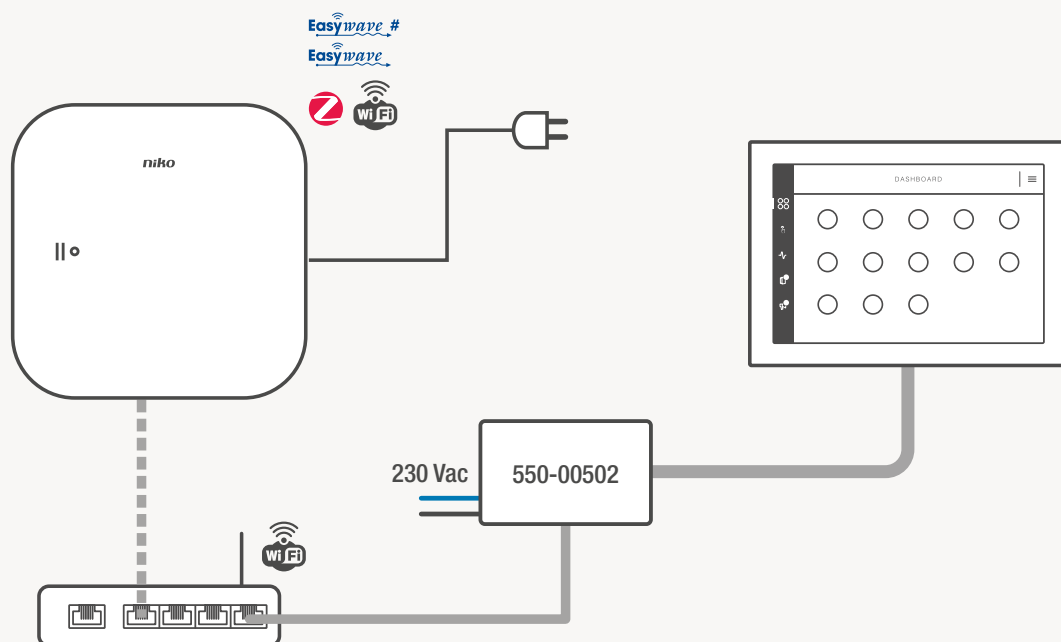 Easywave #
Easywave
Z
WiFi
niko
DASHBOARD
230 Vac
550-00502
WiFi